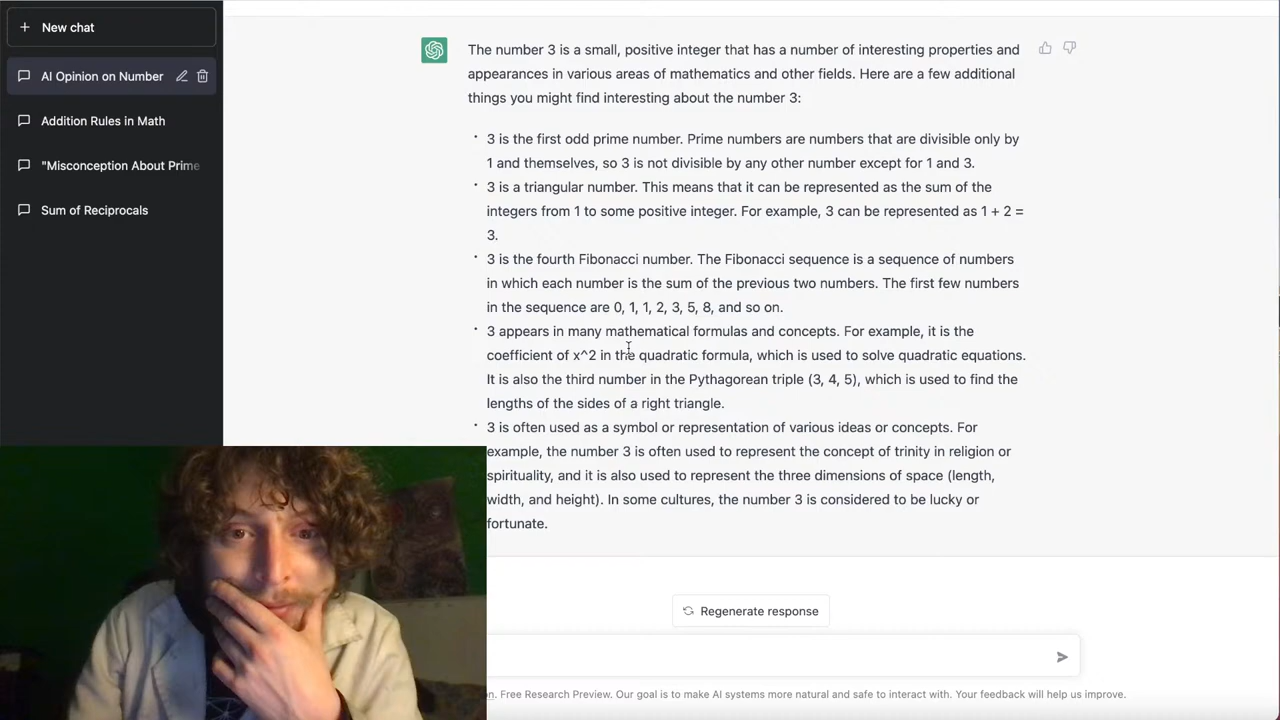 New chat
AI Opinion on Number
Addition Rules in Math
"Misconception About Prime
Sum of Reciprocals
The number 3 is a small, positive integer that has a number of interesting properties and
appearances in various areas of mathematics and other fields. Here are a few additional
things you might find interesting about the number 3:
• 3 is the first odd prime number. Prime numbers are numbers that are divisible only by
1 and themselves, so 3 is not divisible by any other number except for 1 and 3.
• 3 is a triangular number. This means that it can be represented as the sum of the
integers from 1 to some positive integer. For example, 3 can be represented as 1 + 2 =
3.
• 3 is the fourth Fibonacci number. The Fibonacci sequence is a sequence of numbers
in which each number is the sum of the previous two numbers. The first few numbers
in the sequence are 0, 1, 1, 2, 3, 5, 8, and so on.
• 3 appears in many mathematical formulas and concepts. For example, it is the
coefficient of x^2 in the quadratic formula, which is used to solve quadratic equations.
It is also the third number in the Pythagorean triple (3, 4, 5), which is used to find the
lengths of the sides of a right triangle.
• 3 is often used as a symbol or representation of various ideas or concepts. For
example, the number 3 is often used to represent the concept of trinity in religion or
spirituality, and it is also used to represent the three dimensions of space (length,
width, and height). In some cultures, the number 3 is considered to be lucky or
fortunate.
Regenerate response
Free Research Preview. Our goal is to make AI systems more natural and safe to interact with. Your feedback will help us improve.